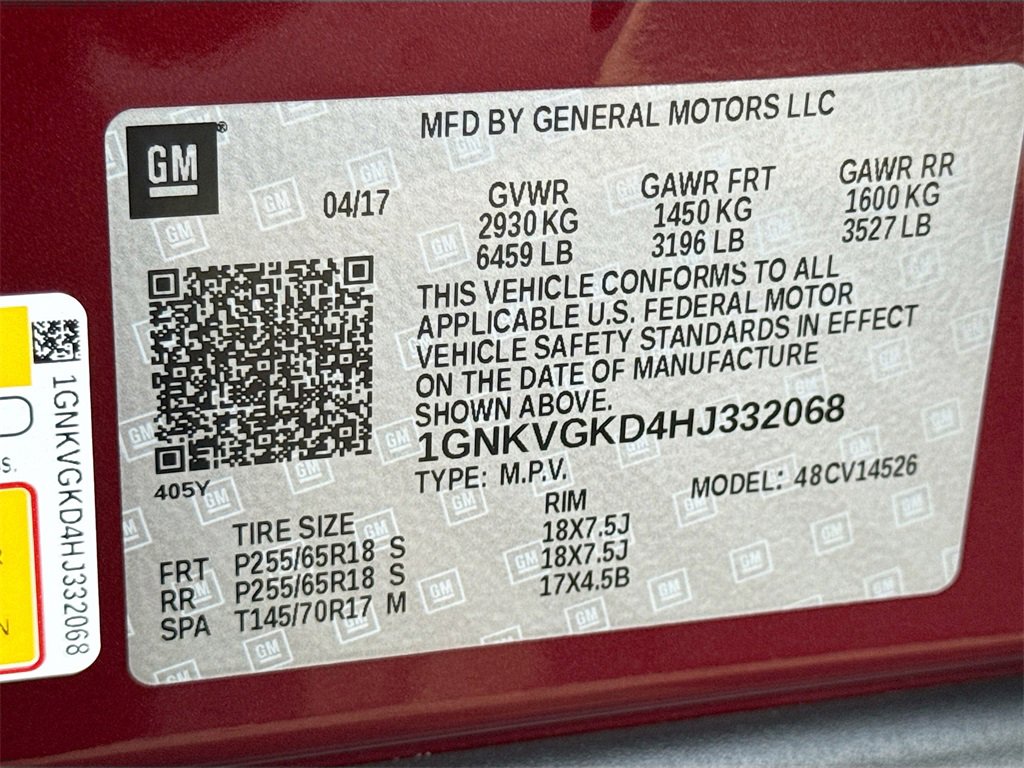 MFD BY GENERAL MOTORS LLC
GM
®
04/17
GVWR
2930 KG
6459 LB
GAWR FRT
1450 KG
3196 LB
GAWR RR
1600 KG
3527 LB
THIS VEHICLE CONFORMS TO ALL
APPLICABLE U.S. FEDERAL MOTOR
VEHICLE SAFETY STANDARDS IN EFFECT
ON THE DATE OF MANUFACTURE
SHOWN ABOVE.
1GNKVGKD4HJ332068
TYPE: M.P.V.
MODEL: 48CV14526
405Y
TIRE SIZE
RIM
FRT P255/65R18 S 18X7.5J
RR P255/65R18 S 18X7.5J
SPA T145/70R17 M 17X4.5B
1GNKVGKD4HJ332068